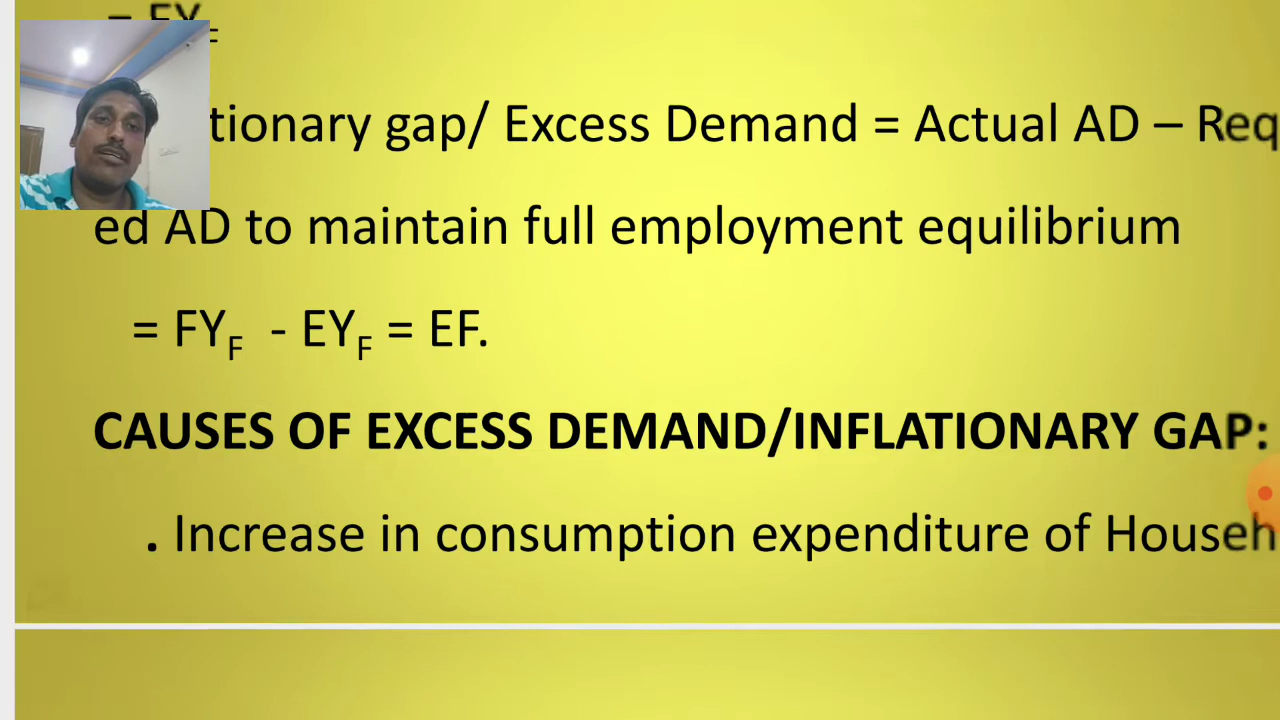 = EY
tionary gap/ Excess Demand = Actual AD – Req
ed AD to maintain full employment equilibrium
= FYF - EYF = EF.
CAUSES OF EXCESS DEMAND/INFLATIONARY GAP:
. Increase in consumption expenditure of Househ